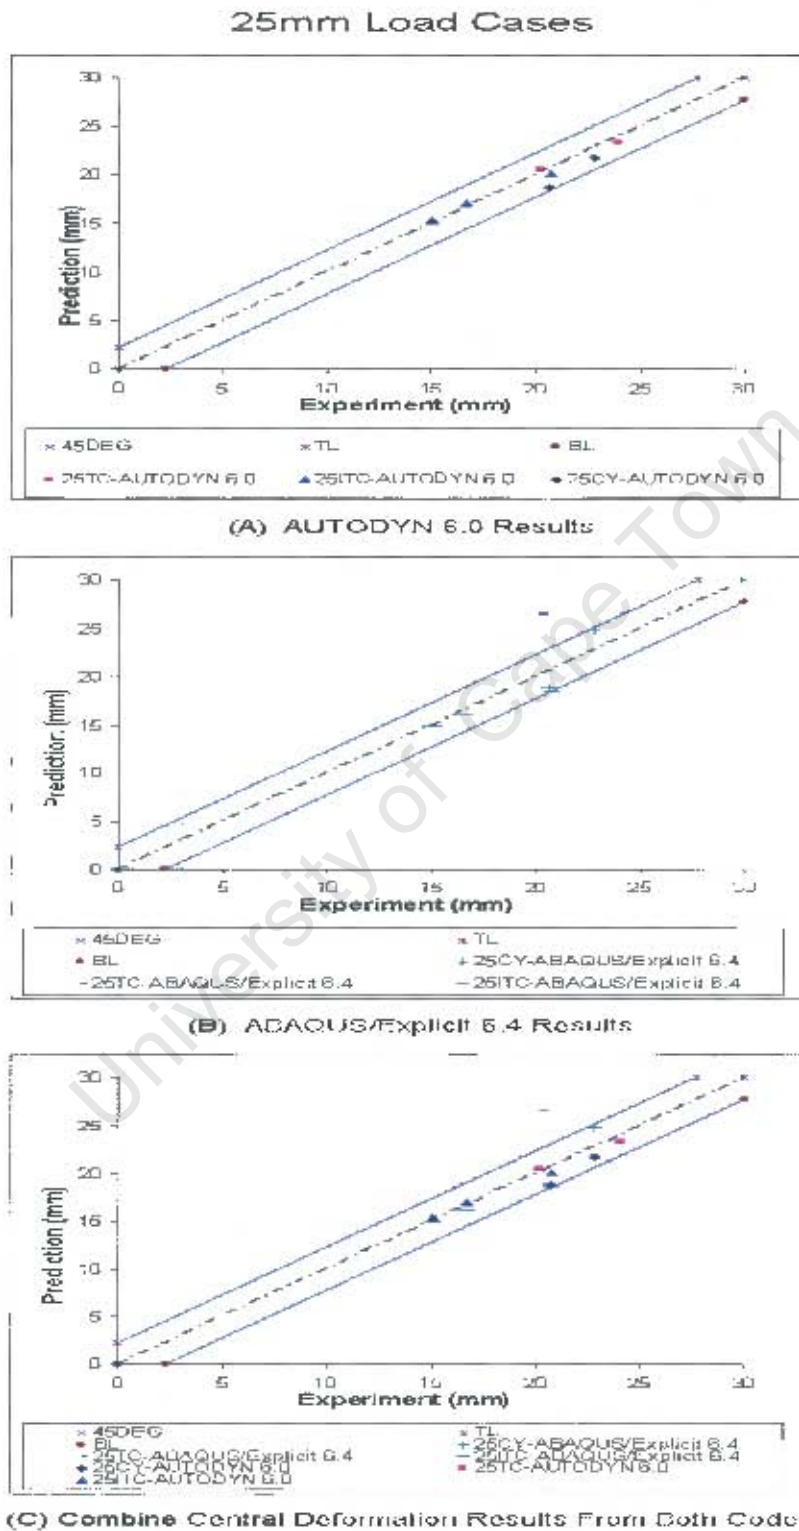 25mm Load Cases
30
25
20
15
10
5
0
Prediction (mm)
0 5 10 15 20 25 30
Experiment (mm)
45DEG TL BL
25TC-AUTODYN 6.0 25ITC-AUTODYN 6.0 25CY-AUTODYN 6.0
(A) AUTODYN 6.0 Results
30
25
20
15
10
5
0
Prediction (mm)
0 5 10 15 20 25 30
Experiment (mm)
45DEG TL
BL 25CY-ABAQUS/Explicit 6.4
25TC-ABAQUS/Explicit 6.4 25ITC-ABAQUS/Explicit 6.4
(B) ABAQUS/Explicit 6.4 Results
30
25
20
15
10
5
0
Prediction (mm)
0 5 10 15 20 25 30
Experiment (mm)
45DEG TL
BL 25CY-ABAQUS/Explicit 6.4
25TC-ABAQUS/Explicit 6.4 25ITC-ABAQUS/Explicit 6.4
25CY-AUTODYN 6.0 25TC-AUTODYN 6.0
25ITC-AUTODYN 6.0
(C) Combine Central Deformation Results From Both Code
University of Cape Town